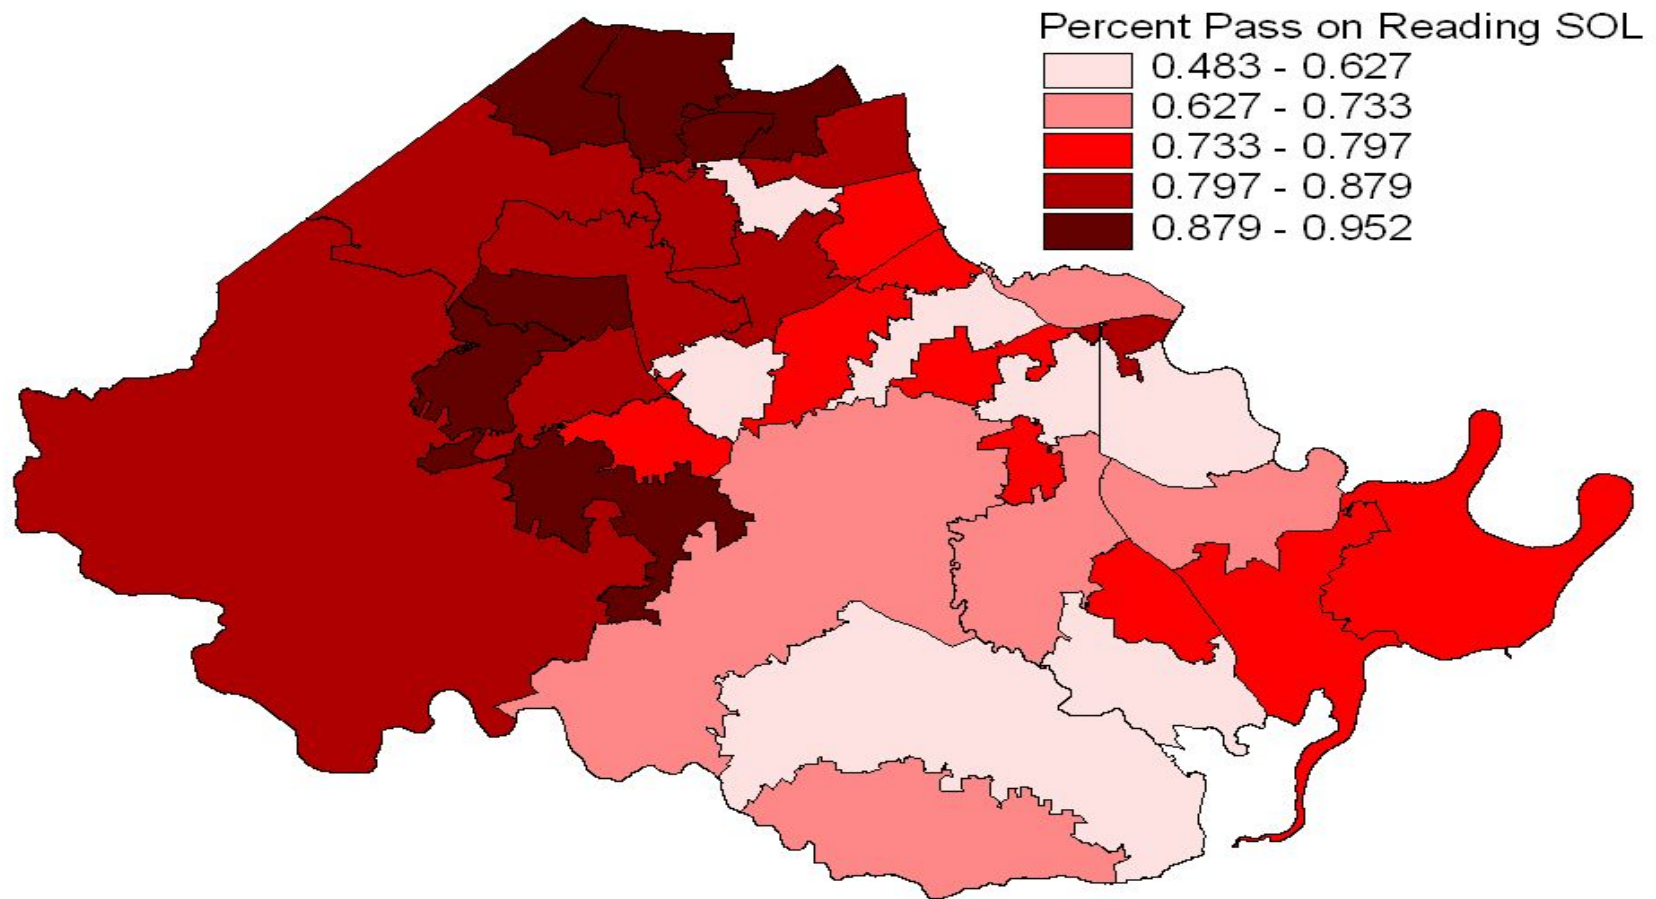 Percent Pass on Reading SOL
0.483 - 0.627
0.627 - 0.733
0.733 - 0.797
0.797 - 0.879
0.879 - 0.952